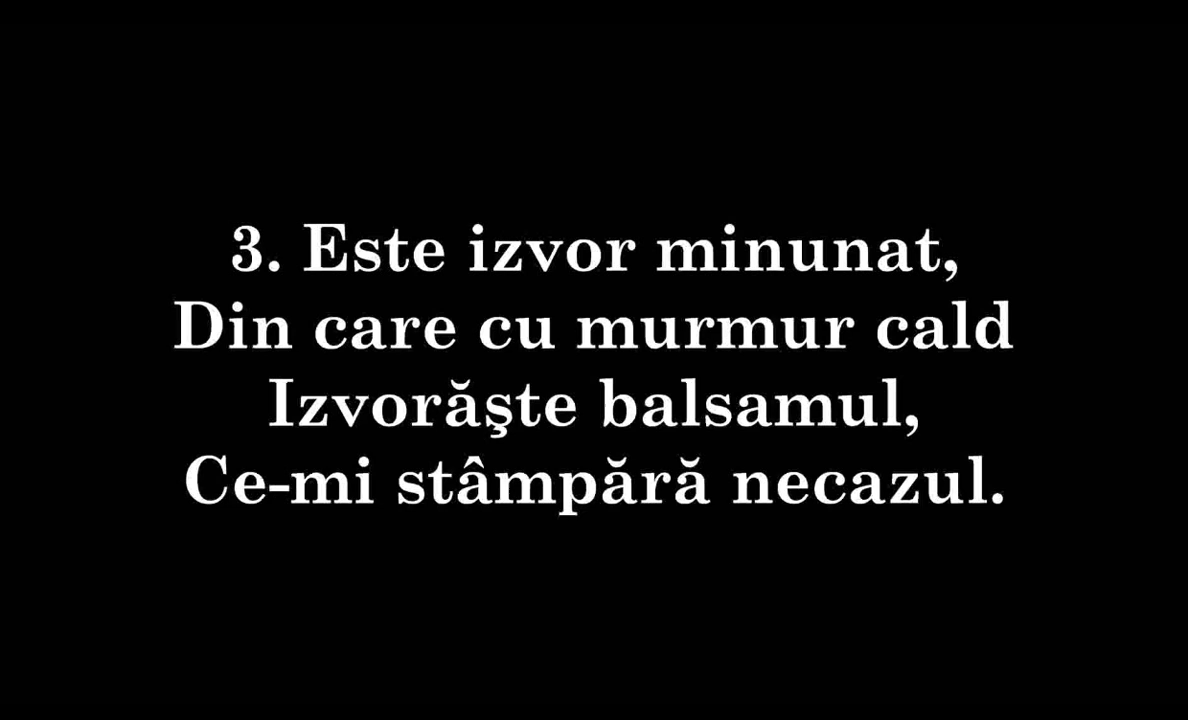 3. Este izvor minunat,
Din care cu murmur cald
Izvorăşte balsamul,
Ce-mi stâmpără necazul.